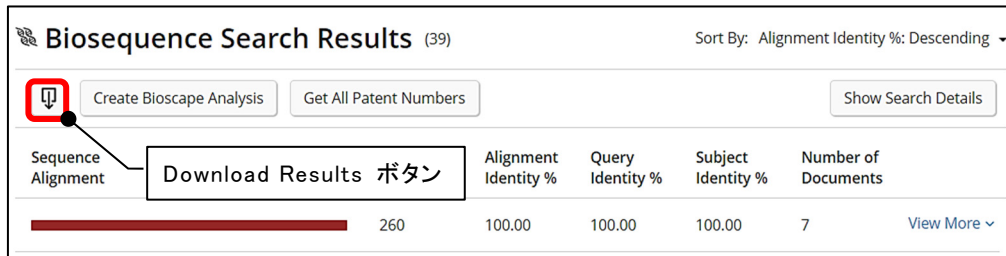 Biosequence Search Results (39)
Sort By: Alignment Identity %: Descending
Create Bioscape Analysis
Get All Patent Numbers
Show Search Details
Download Results ボタン
Sequence Alignment
Alignment Identity %
Query Identity %
Subject Identity %
Number of Documents
260 100.00 100.00 100.00 7 View More